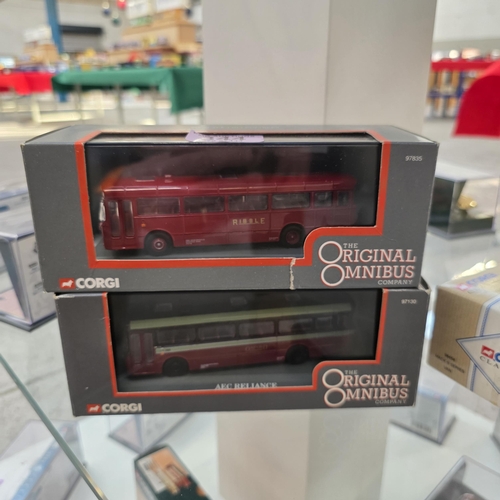 97835
RIBBLE
THE
ORIGINAL
OMNIBUS
COMPANY
CORGI
AEC RELIANCE
THE
ORIGINAL
OMNIBUS
COMPANY
CORGI